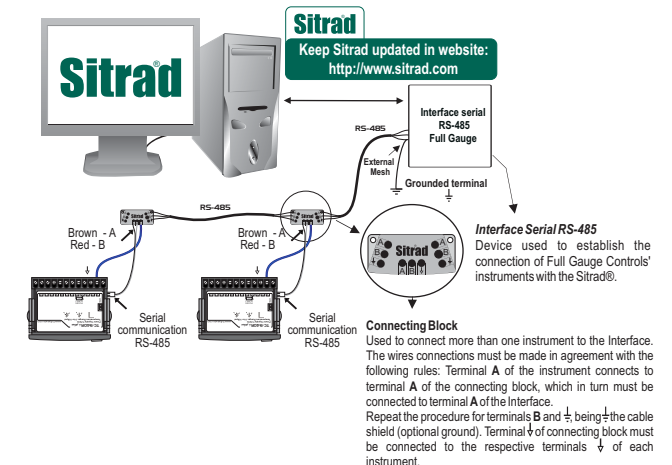 Sitrad
Sitrad
Keep Sitrad updated in website:
http://www.sitrad.com
Interface serial
RS-485
Full Gauge
RS-485
External
Mesh
Grounded terminal
RS-485
Sitrad
Sitrad
Brown - A
Red - B
Brown - A
Red - B
A
B
A
B
Sitrad
A B
Interface Serial RS-485
Device used to establish the
connection of Full Gauge Controls'
instruments with the Sitrad®.
Serial
communication
RS-485
Serial
communication
RS-485
Connecting Block
Used to connect more than one instrument to the Interface.
The wires connections must be made in agreement with the
following rules: Terminal A of the instrument connects to
terminal A of the connecting block, which in turn must be
connected to terminal A of the Interface.
Repeat the procedure for terminals B and ⏚, being ⏚ the cable
shield (optional ground). Terminal ⏚ of connecting block must
be connected to the respective terminals ⏚ of each
instrument.